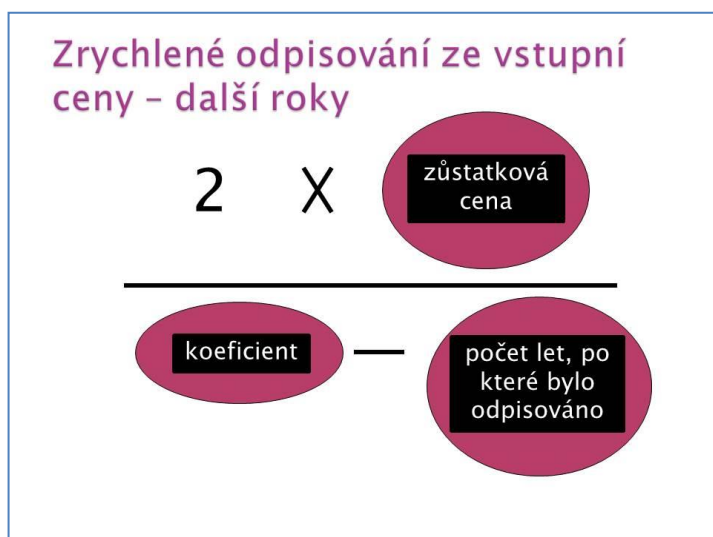 Zrychlené odpisování ze vstupní
ceny – další roky
2 X
zůstatková
cena
koeficient —
počet let, po
které bylo
odpisováno